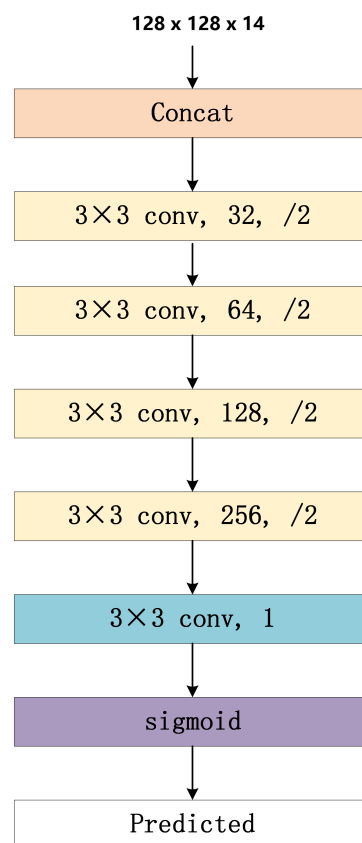 128 x 128 x 14
Concat
3×3 conv, 32, /2
3×3 conv, 64, /2
3×3 conv, 128, /2
3×3 conv, 256, /2
3×3 conv, 1
sigmoid
Predicted